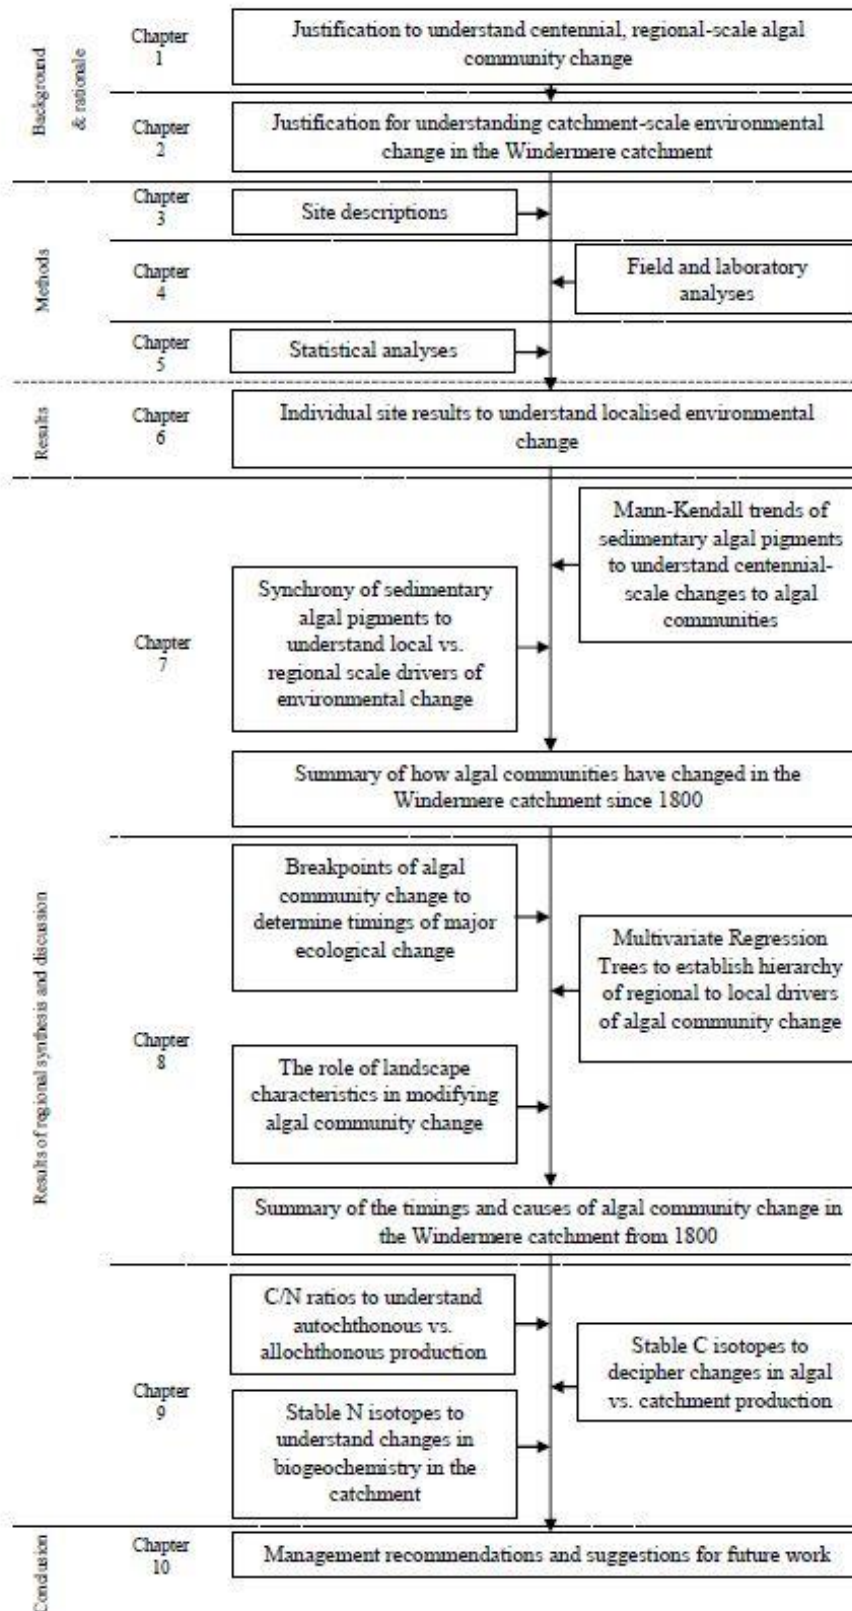 Background
& rationale
Chapter
1
Justification to understand centennial, regional-scale algal
community change
Chapter
2
Justification for understanding catchment-scale environmental
change in the Windermere catchment
Methods
Chapter
3
Site descriptions
Chapter
4
Field and laboratory
analyses
Chapter
5
Statistical analyses
Results
Chapter
6
Individual site results to understand localised environmental
change
Results of regional synthesis and discussion
Chapter
7
Mann-Kendall trends of
sedimentary algal pigments
to understand centennial-
scale changes to algal
communities
Synchrony of sedimentary
algal pigments to
understand local vs.
regional scale drivers of
environmental change
Summary of how algal communities have changed in the
Windermere catchment since 1800
Chapter
8
Breakpoints of algal
community change to
determine timings of major
ecological change
Multivariate Regression
Trees to establish hierarchy
of regional to local drivers
of algal community change
The role of landscape
characteristics in modifying
algal community change
Summary of the timings and causes of algal community change in
the Windermere catchment from 1800
Chapter
9
C/N ratios to understand
autochthonous vs.
allochthonous production
Stable C isotopes to
decipher changes in algal
vs. catchment production
Stable N isotopes to
understand changes in
biogeochemistry in the
catchment
Conclusion
Chapter
10
Management recommendations and suggestions for future work